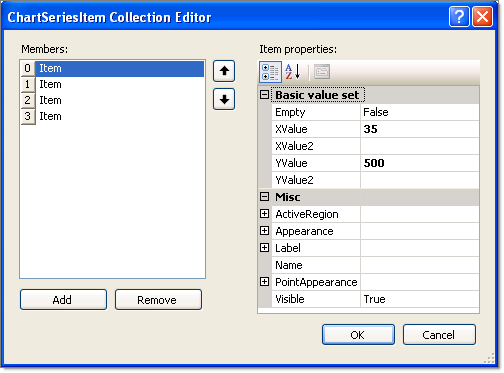 ChartSeriesItem Collection Editor
Members:
0 Item
1 Item
2 Item
3 Item
Add
Remove
Item properties:
Basic value set
Empty False
XValue 35
XValue2
YValue 500
YValue2
Misc
ActiveRegion
Appearance
Label
Name
PointAppearance
Visible True
OK
Cancel